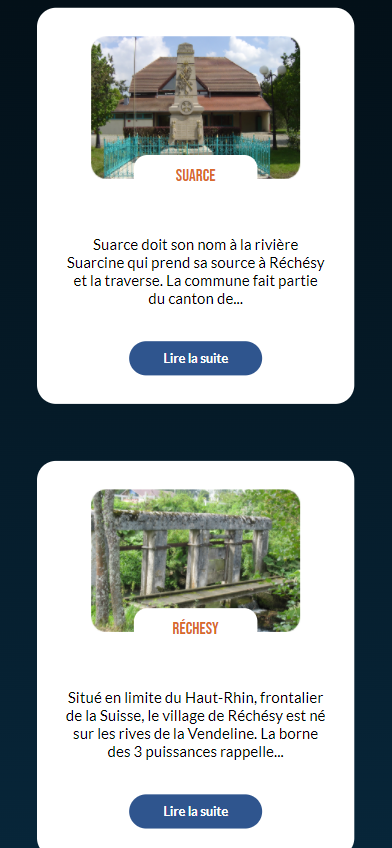 SUARCE
Suarce doit son nom à la rivière
Suarcine qui prend sa source à Réchésy
et la traverse. La commune fait partie
du canton de...
Lire la suite
RÉCHESY
Situé en limite du Haut-Rhin, frontalier
de la Suisse, le village de Réchésy est né
sur les rives de la Vendeline. La borne
des 3 puissances rappelle...
Lire la suite